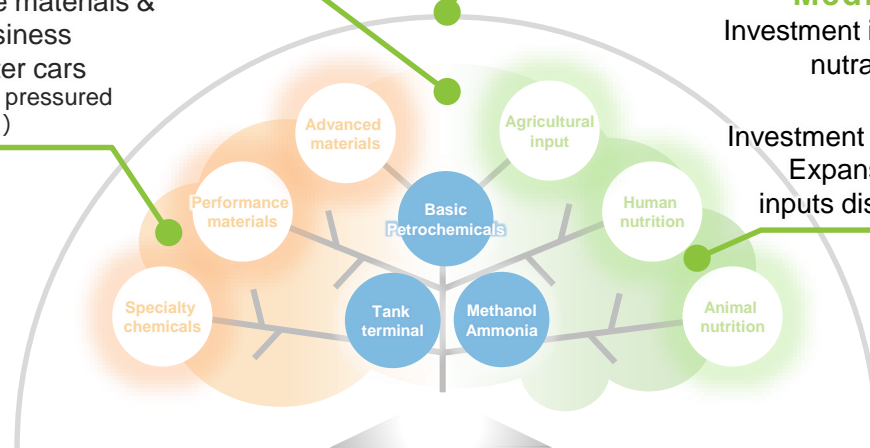 e materials &
siness
ter cars
pressured
)
Investment i
nutra
Investment
Expans
inputs dis
Advanced
materials
Agricultural
input
Performance
materials
Basic
Petrochemicals
Human
nutrition
Specialty
chemicals
Tank
terminal
Methanol
Ammonia
Animal
nutrition